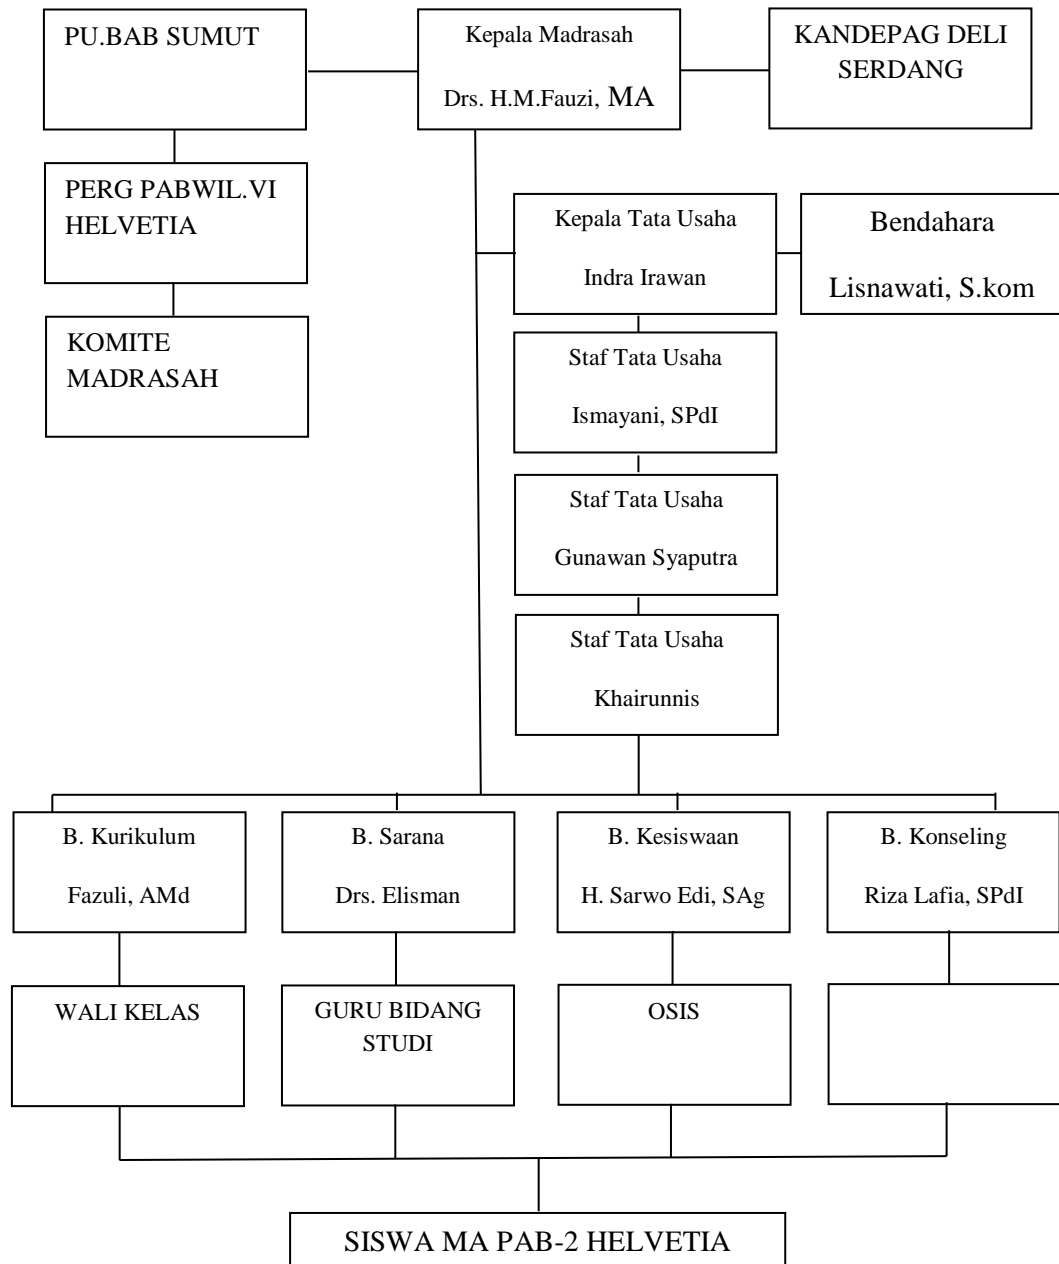 PU.BAB SUMUT
Kepala Madrasah
Drs. H.M.Fauzi, MA
KANDEPAG DELI
SERDANG
PERG PABWIL.VI
HELVETIA
Kepala Tata Usaha
Indra Irawan
Bendahara
Lisnawati, S.kom
KOMITE
MADRASAH
Staf Tata Usaha
Ismayani, SPdI
Staf Tata Usaha
Gunawan Syaputra
Staf Tata Usaha
Khairunnis
B. Kurikulum
Fazuli, AMd
B. Sarana
Drs. Elisman
B. Kesiswaan
H. Sarwo Edi, SAg
B. Konseling
Riza Lafia, SPdI
WALI KELAS
GURU BIDANG
STUDI
OSIS
SISWA MA PAB-2 HELVETIA